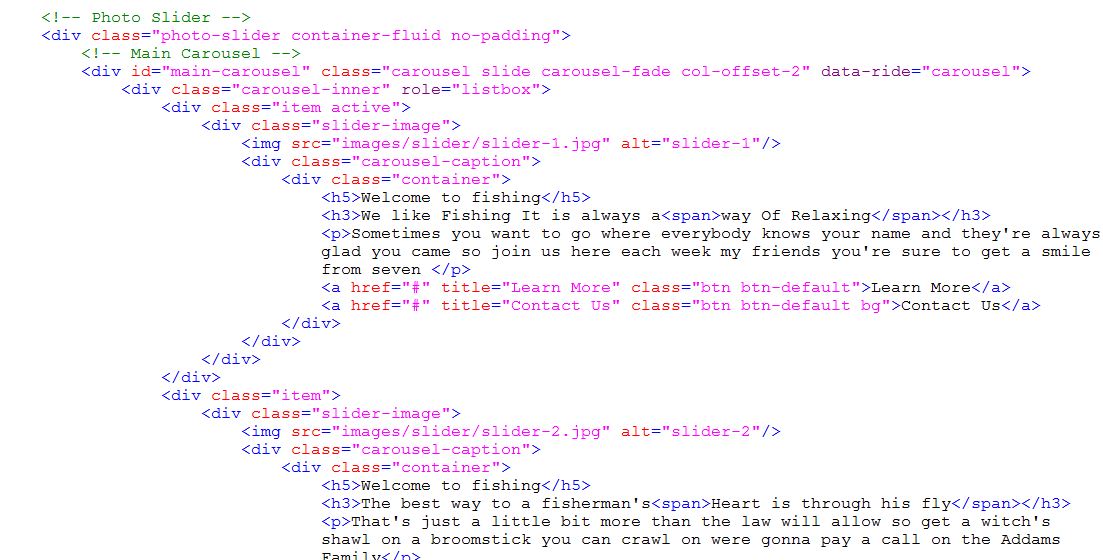 <!-- Photo Slider -->
<div class="photo-slider container-fluid no-padding">
<!-- Main Carousel -->
<div id="main-carousel" class="carousel slide carousel-fade col-offset-2" data-ride="carousel">
<div class="carousel-inner" role="listbox">
<div class="item active">
<div class="slider-image">
<img src="images/slider/slider-1.jpg" alt="slider-1"/>
<div class="carousel-caption">
<div class="container">
<h5>Welcome to fishing</h5>
<h3>We like Fishing It is always a<span>way Of Relaxing</span></h3>
<p>Sometimes you want to go where everybody knows your name and they're always
glad you came so join us here each week my friends you're sure to get a smile
from seven </p>
<a href="#" title="Learn More" class="btn btn-default">Learn More</a>
<a href="#" title="Contact Us" class="btn btn-default bg">Contact Us</a>
</div>
</div>
</div>
</div>
<div class="item">
<div class="slider-image">
<img src="images/slider/slider-2.jpg" alt="slider-2"/>
<div class="carousel-caption">
<div class="container">
<h5>Welcome to fishing</h5>
<h3>The best way to a fisherman's<span>Heart is through his fly</span></h3>
<p>That's just a little bit more than the law will allow so get a witch's
shawl on a broomstick you can crawl on were gonna pay a call on the Addams
Family</p>